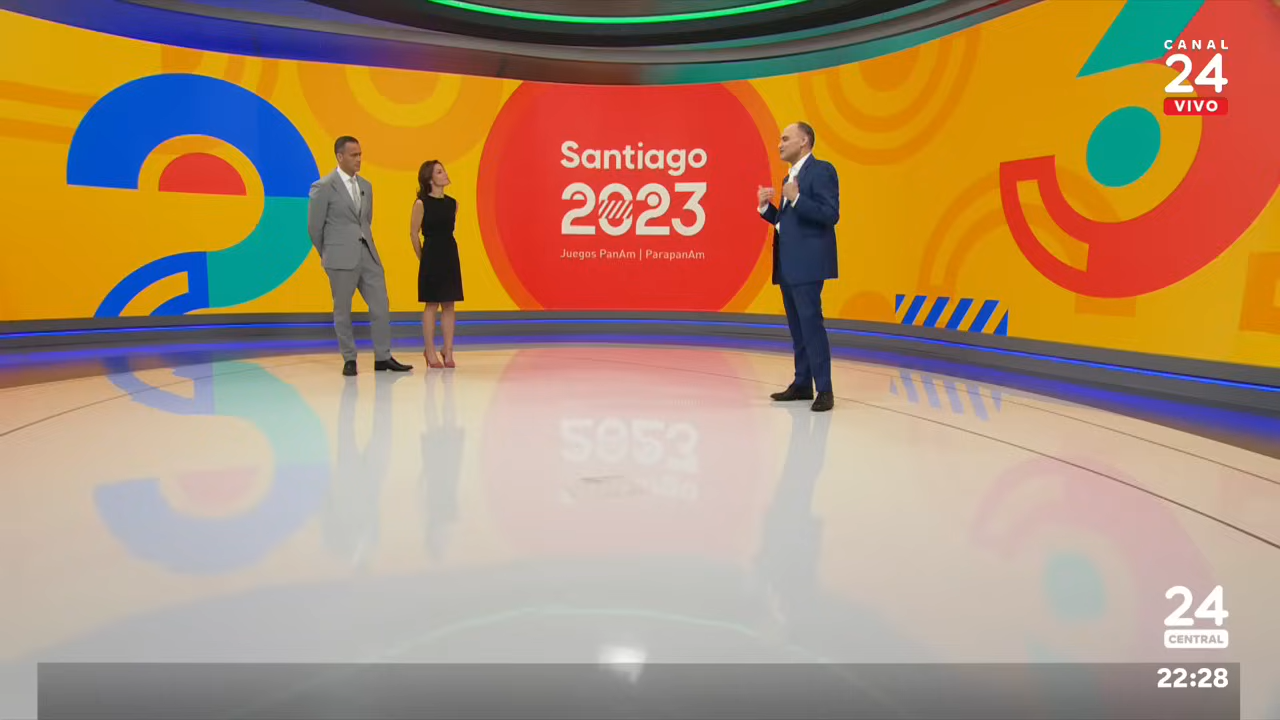 CANAL
24
VIVO
Santiago
2023
Juegos PanAm | ParapanAm
24
CENTRAL
22:28